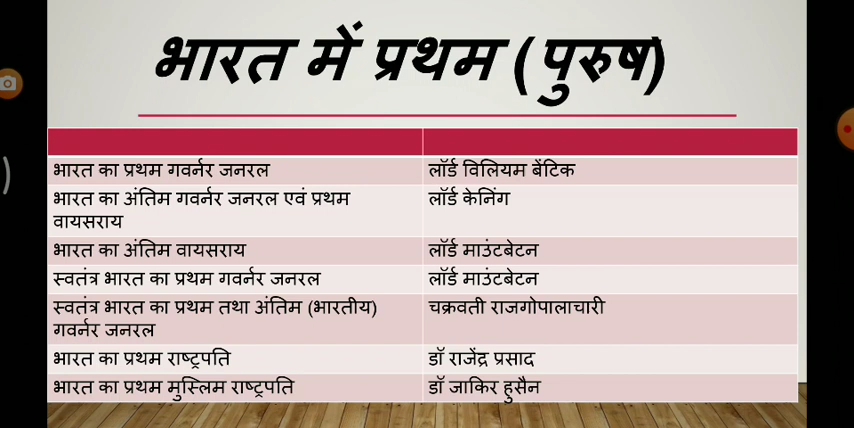 भारत में प्रथम (पुरुष)
भारत का प्रथम गवर्नर जनरल लॉर्ड विलियम बेंटिक
भारत का अंतिम गवर्नर जनरल एवं प्रथम लॉर्ड केनिंग
वायसराय
भारत का अंतिम वायसराय लॉर्ड माउंटबेटन
स्वतंत्र भारत का प्रथम गवर्नर जनरल लॉर्ड माउंटबेटन
स्वतंत्र भारत का प्रथम तथा अंतिम (भारतीय) चक्रवती राजगोपालाचारी
गवर्नर जनरल
भारत का प्रथम राष्ट्रपति डॉ राजेंद्र प्रसाद
भारत का प्रथम मुस्लिम राष्ट्रपति डॉ जाकिर हुसैन